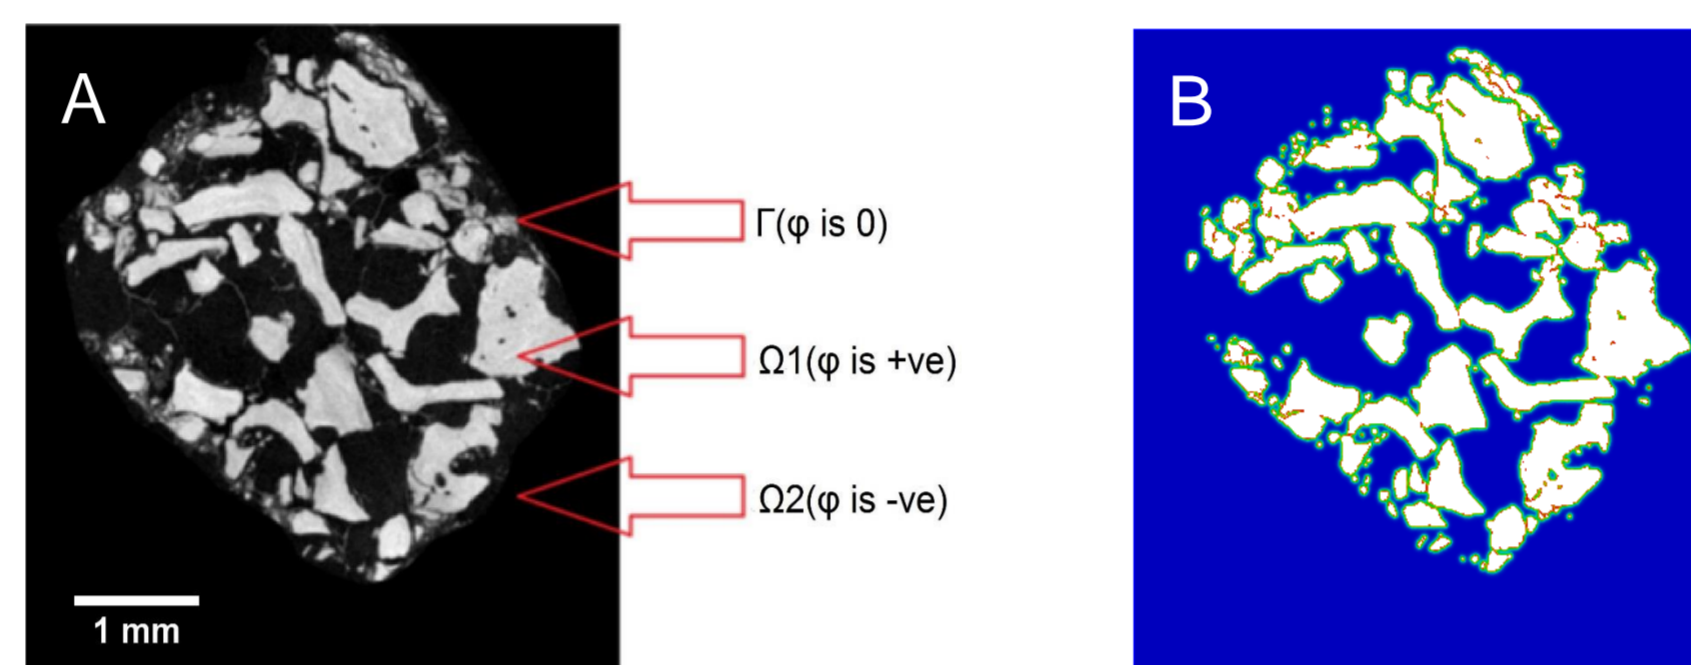 A
B
Γ(φ is 0)
Ω1(φ is +ve)
Ω2(φ is -ve)
1 mm